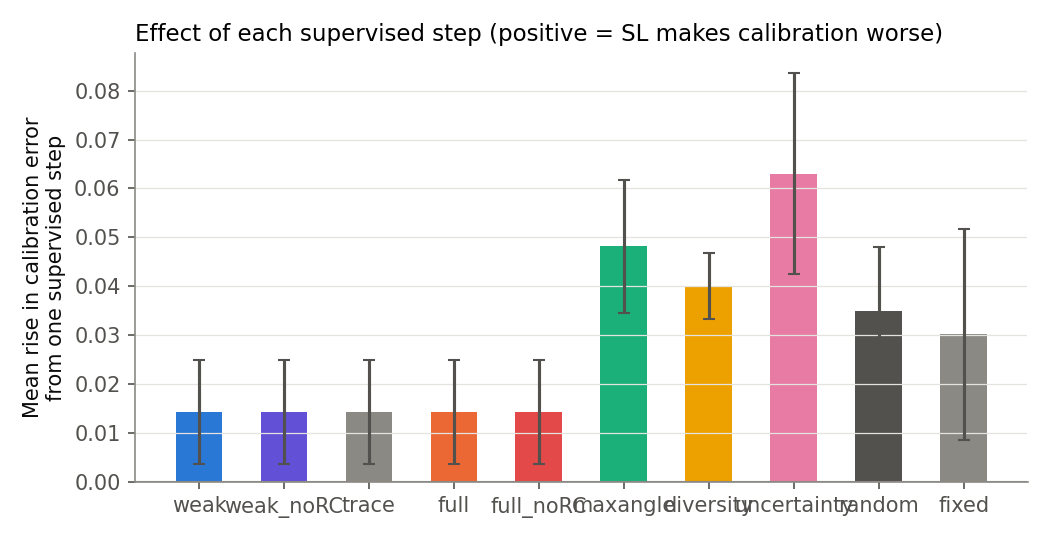 Effect of each supervised step (positive = SL makes calibration worse)
Mean rise in calibration error
from one supervised step
0.08
0.07
0.06
0.05
0.04
0.03
0.02
0.01
0.00
weak weak_noRC trace full full_noRC maxangle diversity uncertainty random fixed